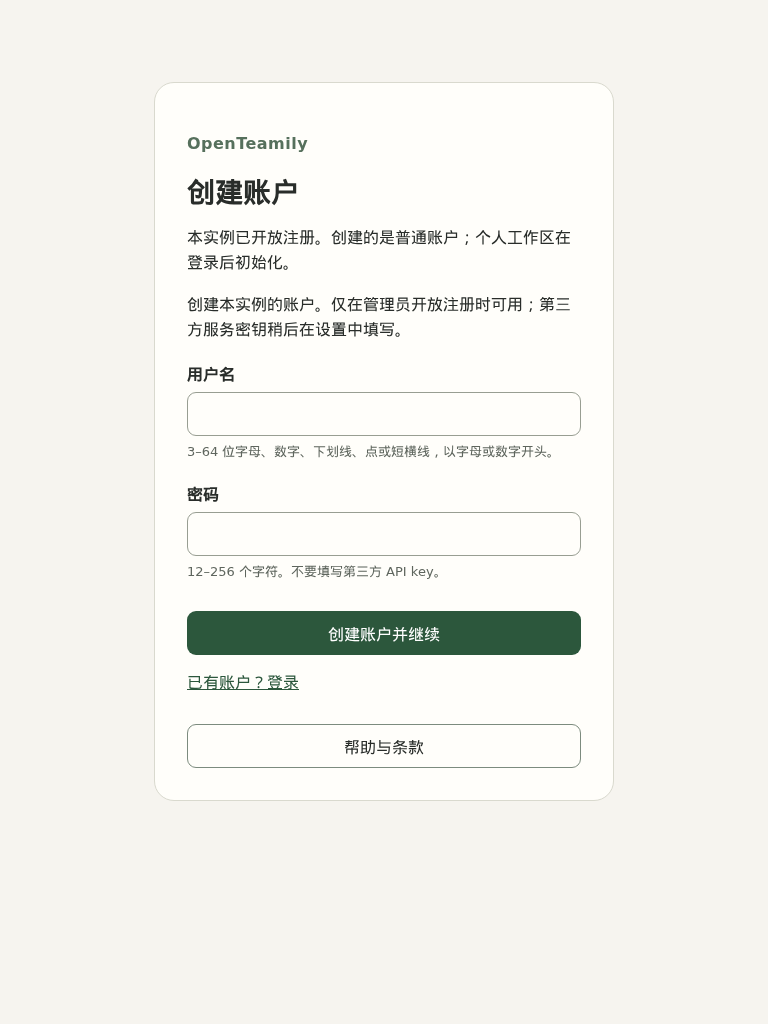 OpenTeamily
创建账户
本实例已开放注册。创建的是普通账户；个人工作区在
登录后初始化。
创建本实例的账户。仅在管理员开放注册时可用；第三
方服务密钥稍后在设置中填写。
用户名
3–64 位字母、数字、下划线、点或短横线，以字母或数字开头。
密码
12–256 个字符。不要填写第三方 API key。
创建账户并继续
已有账户？登录
帮助与条款